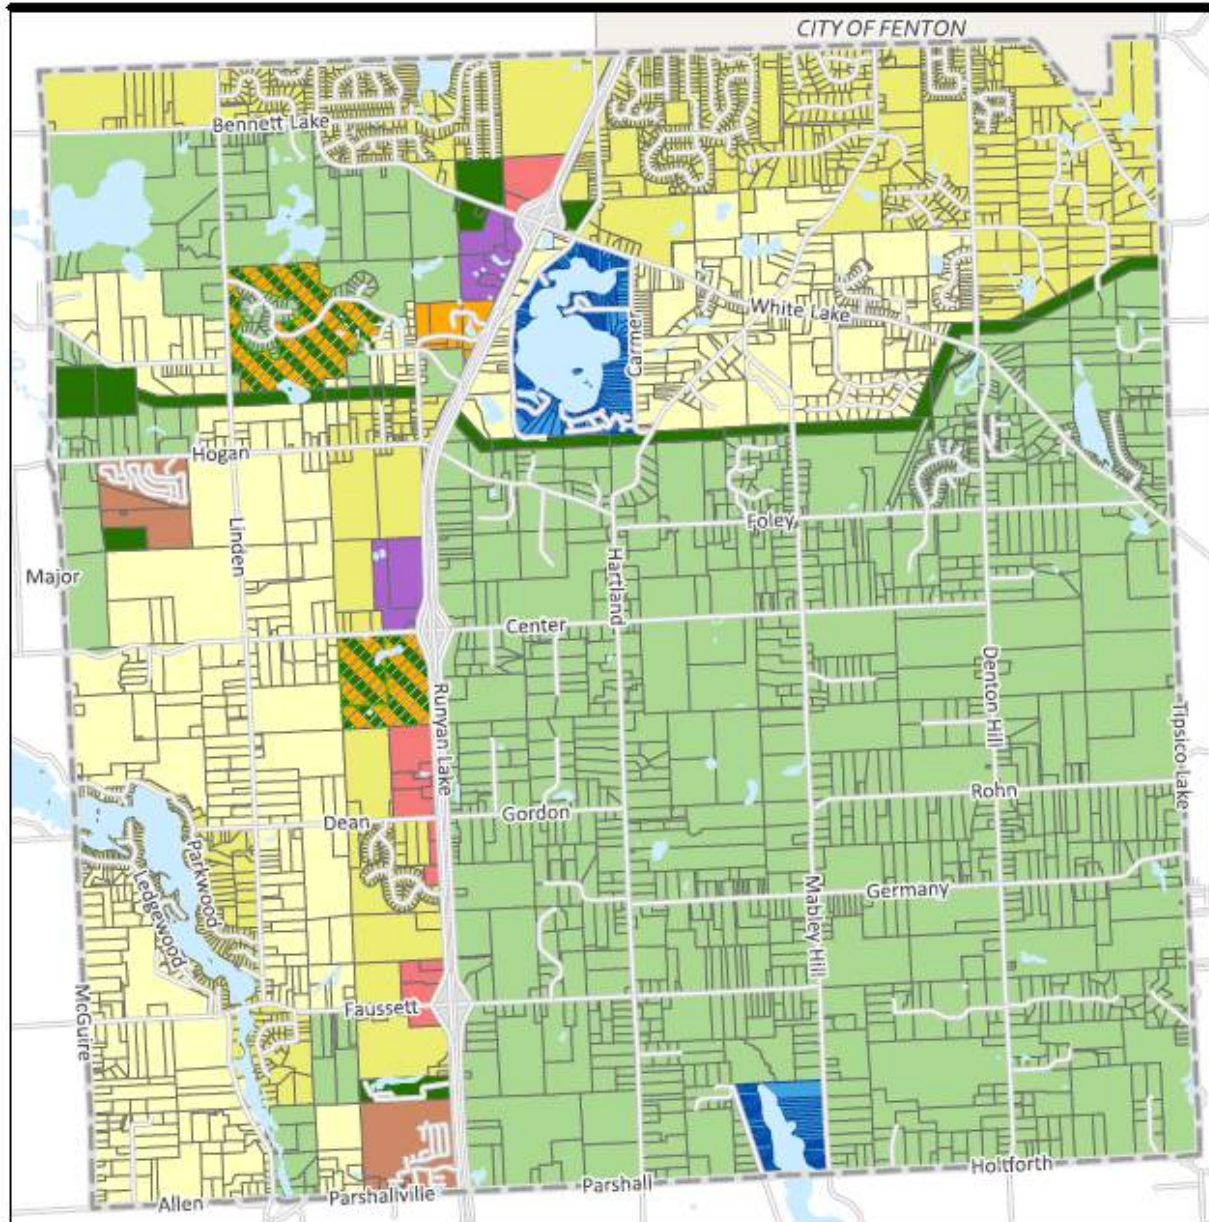 CITY OF FENTON
Bennett Lake
White Lake
Carmer
Hogan
Linden
Foley
Major
Hartland
Center
Denton Hill
Runyan Lake
Tipsico Lake
Rohn
Dean
Gordon
Parkwood
Ledgewood
Germany
Mabley Hill
Faussett
McGuire
Holtforth
Parshall
Parshallville
Allen